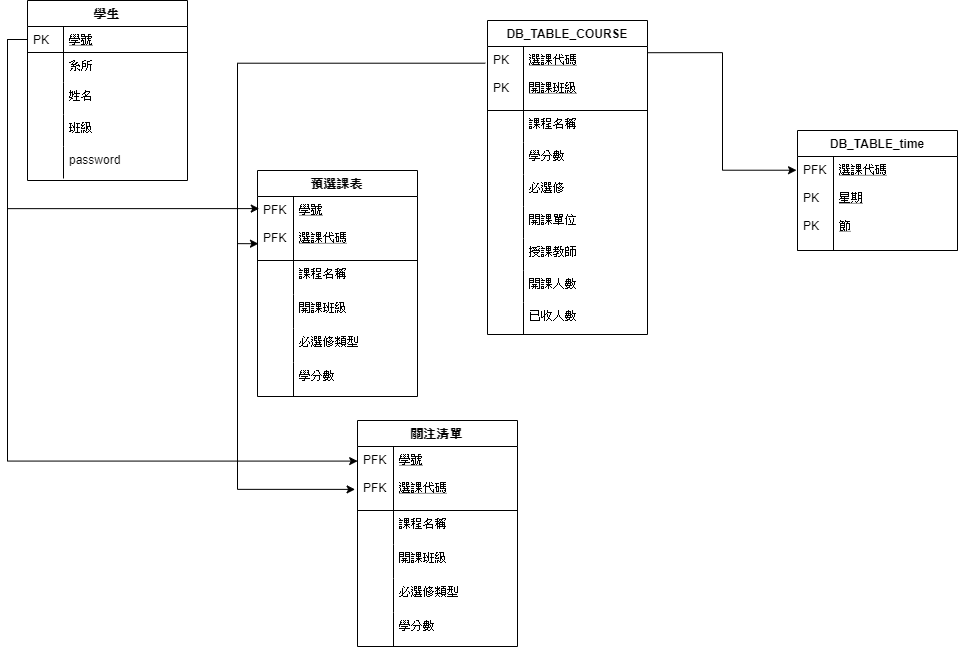 學生
PK 學號
系所
姓名
班級
password
DB_TABLE_COURSE
PK 選課代碼
PK 開課班級
課程名稱
學分數
必選修
開課單位
授課教師
開課人數
已收人數
DB_TABLE_time
PFK 選課代碼
PK 星期
PK 節
預選課表
PFK 學號
PFK 選課代碼
課程名稱
開課班級
必選修類型
學分數
關注清單
PFK 學號
PFK 選課代碼
課程名稱
開課班級
必選修類型
學分數